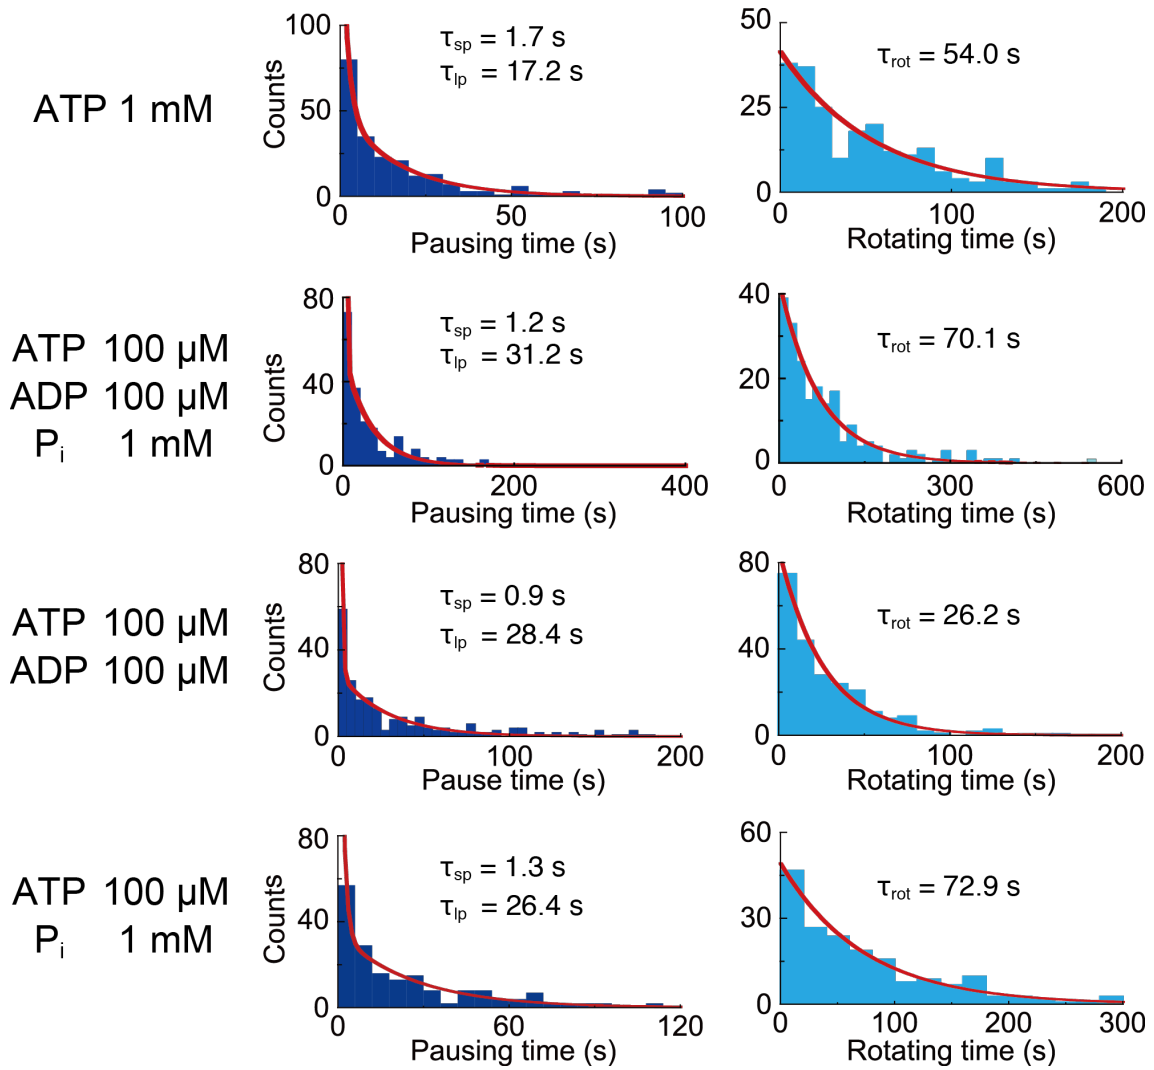 ATP 1 mM
Counts
100
50
0
0
50
100
Pausing time (s)
τsp = 1.7 s
τlp = 17.2 s
50
25
0
0
100
200
Rotating time (s)
τrot = 54.0 s
ATP 100 µM
ADP 100 µM
Pi 1 mM
Counts
80
40
0
0
200
400
Pausing time (s)
τsp = 1.2 s
τlp = 31.2 s
40
20
0
0
300
600
Rotating time (s)
τrot = 70.1 s
ATP 100 µM
ADP 100 µM
Counts
80
40
0
0
100
200
Pause time (s)
τsp = 0.9 s
τlp = 28.4 s
80
40
0
0
100
200
Rotating time (s)
τrot = 26.2 s
ATP 100 µM
Pi 1 mM
Counts
80
40
0
0
60
120
Pausing time (s)
τsp = 1.3 s
τlp = 26.4 s
60
30
0
0
100
200
300
Rotating time (s)
τrot = 72.9 s